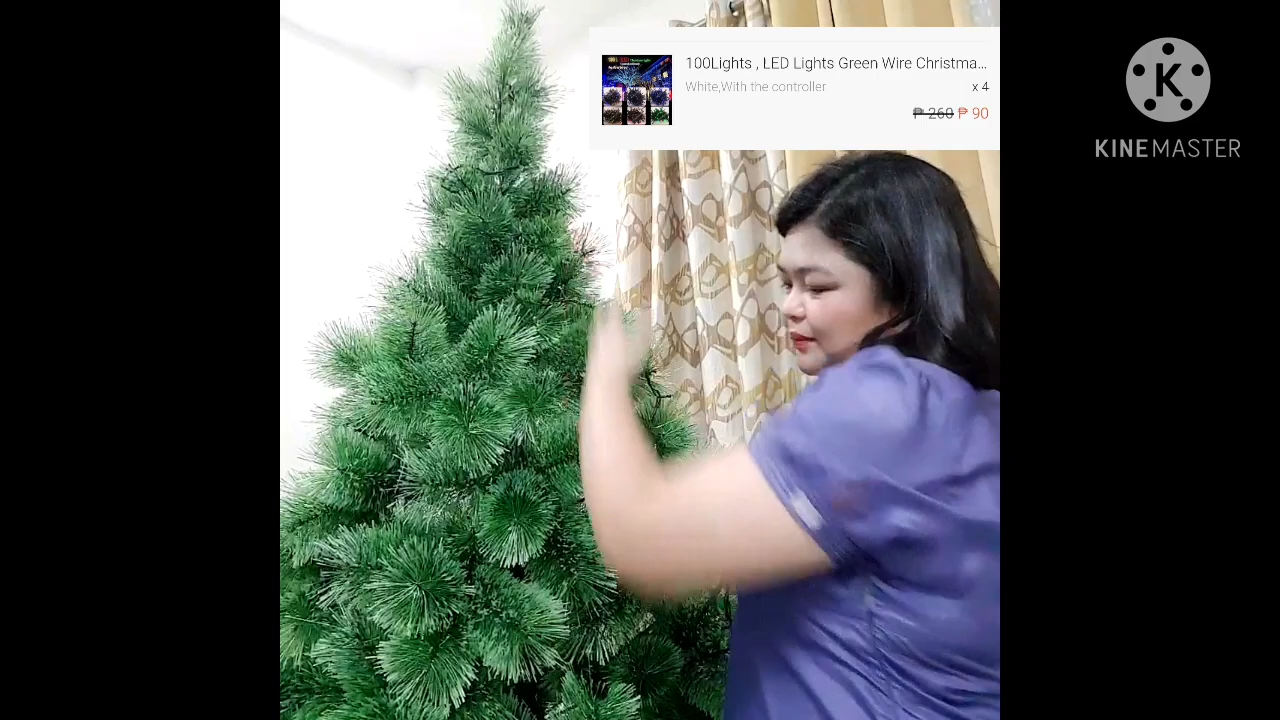 100Lights , LED Lights Green Wire Christma...
White,With the controller
x 4
₱ 260 ₱ 90
K
KINEMASTER